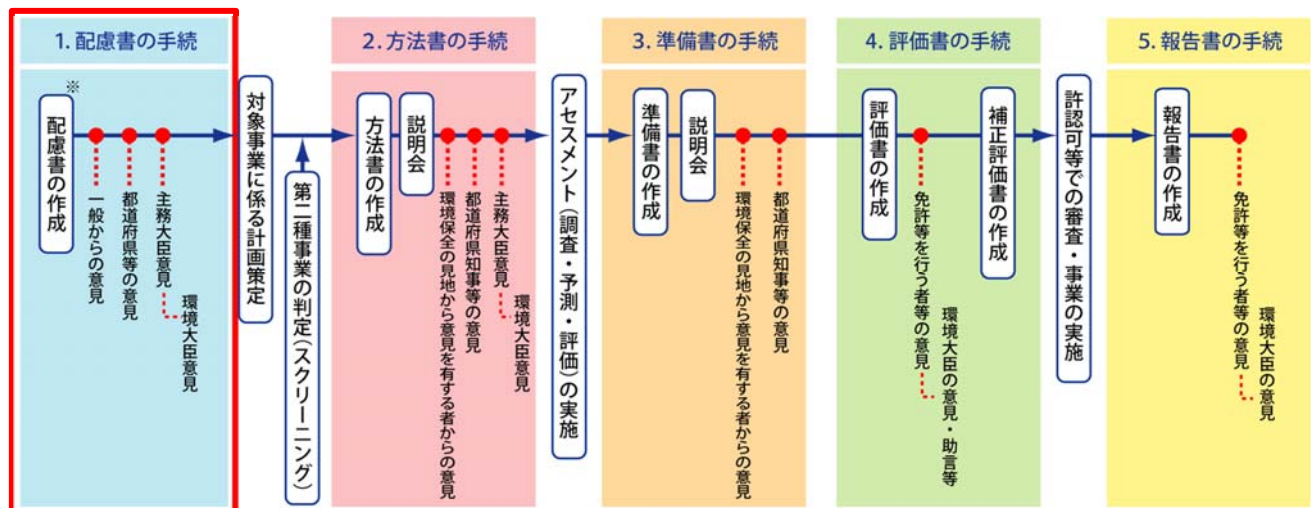 1. 配慮書の手続
※
配慮書の作成
一般からの意見
都道府県等の意見
主務大臣意見
環境大臣意見
対象事業に係る計画策定
第二種事業の判定(スクリーニング)
2. 方法書の手続
方法書の作成
説明会
環境保全の見地から意見を有する者からの意見
都道府県知事等の意見
主務大臣意見
環境大臣意見
アセスメント(調査・予測・評価)の実施
3. 準備書の手続
準備書の作成
説明会
環境保全の見地から意見を有する者からの意見
都道府県知事等の意見
4. 評価書の手続
評価書の作成
免許等を行う者等の意見
環境大臣の意見・助言等
補正評価書の作成
許認可等での審査・事業の実施
5. 報告書の手続
報告書の作成
免許等を行う者等の意見
環境大臣の意見